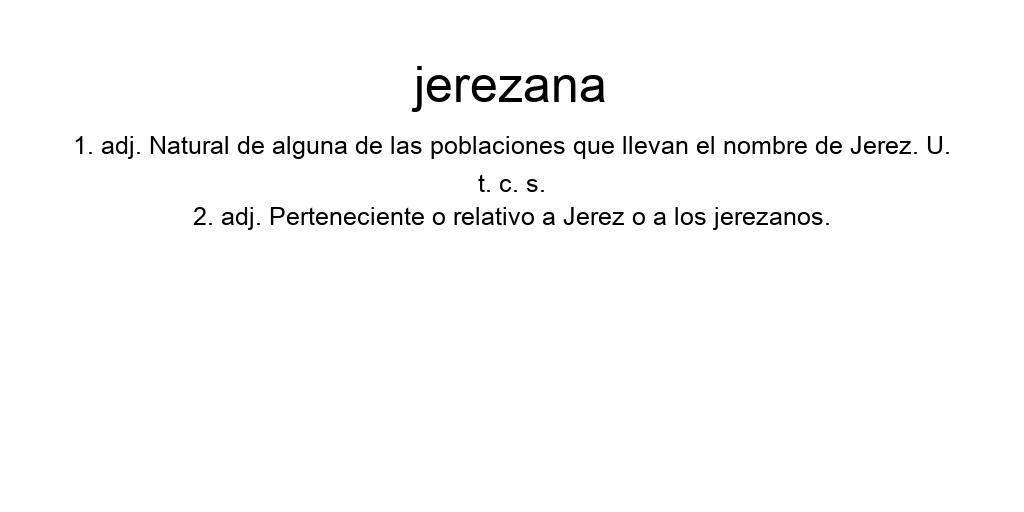 jerezana
1. adj. Natural de alguna de las poblaciones que llevan el nombre de Jerez. U.
t. c. s.
2. adj. Perteneciente o relativo a Jerez o a los jerezanos.